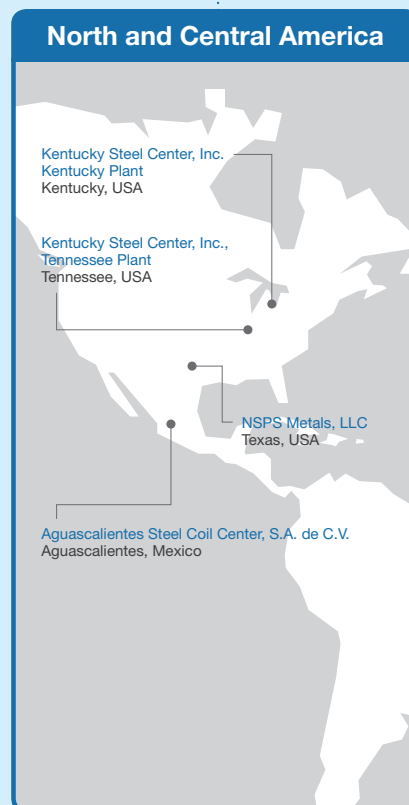 North and Central America
Kentucky Steel Center, Inc.
Kentucky Plant
Kentucky, USA
Kentucky Steel Center, Inc.,
Tennessee Plant
Tennessee, USA
NSPS Metals, LLC
Texas, USA
Aguascalientes Steel Coil Center, S.A. de C.V.
Aguascalientes, Mexico